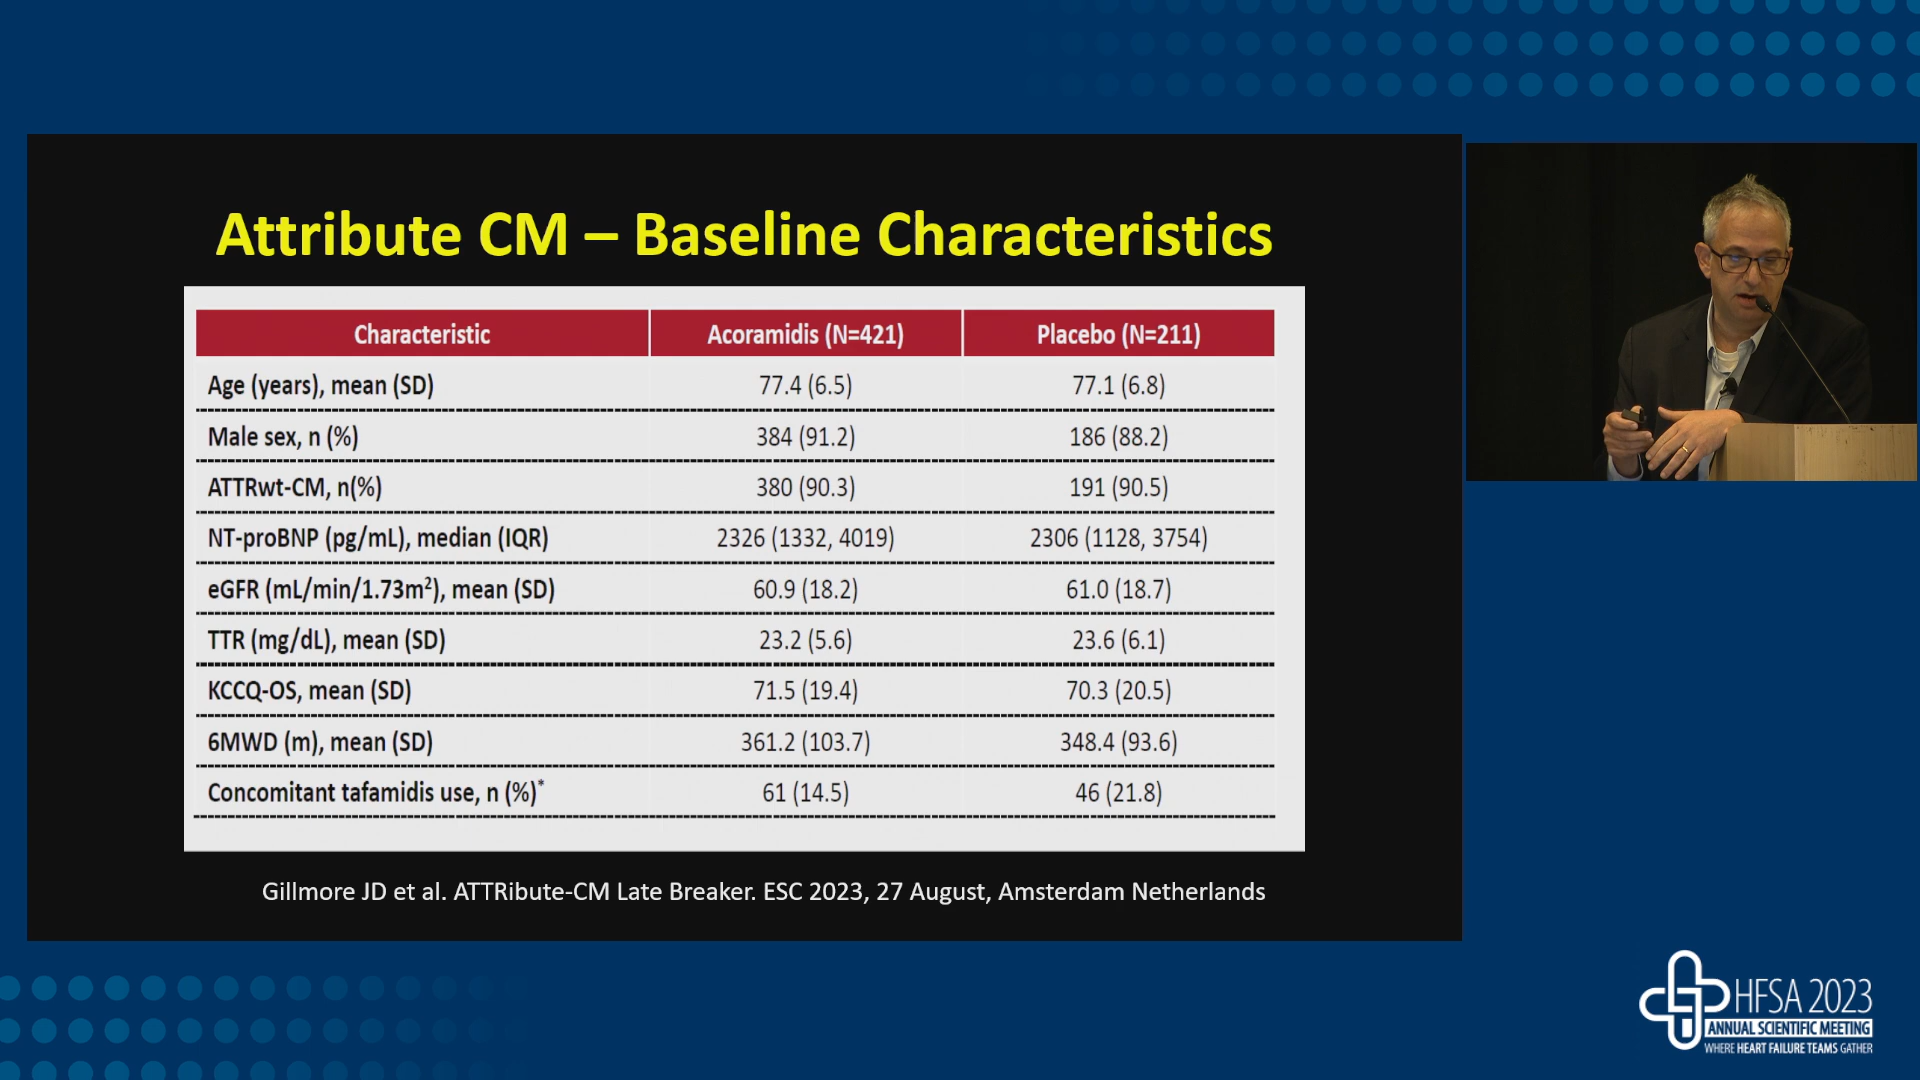 Attribute CM – Baseline Characteristics
Characteristic Acoramidis (N=421) Placebo (N=211)
Age (years), mean (SD) 77.4 (6.5) 77.1 (6.8)
Male sex, n (%) 384 (91.2) 186 (88.2)
ATTRwt-CM, n(%) 380 (90.3) 191 (90.5)
NT-proBNP (pg/mL), median (IQR) 2326 (1332, 4019) 2306 (1128, 3754)
eGFR (mL/min/1.73m²), mean (SD) 60.9 (18.2) 61.0 (18.7)
TTR (mg/dL), mean (SD) 23.2 (5.6) 23.6 (6.1)
KCCQ-OS, mean (SD) 71.5 (19.4) 70.3 (20.5)
6MWD (m), mean (SD) 361.2 (103.7) 348.4 (93.6)
Concomitant tafamidis use, n (%)* 61 (14.5) 46 (21.8)
Gillmore JD et al. ATTRibute-CM Late Breaker. ESC 2023, 27 August, Amsterdam Netherlands
HFSA 2023
ANNUAL SCIENTIFIC MEETING
WHERE HEART FAILURE TEAMS GATHER